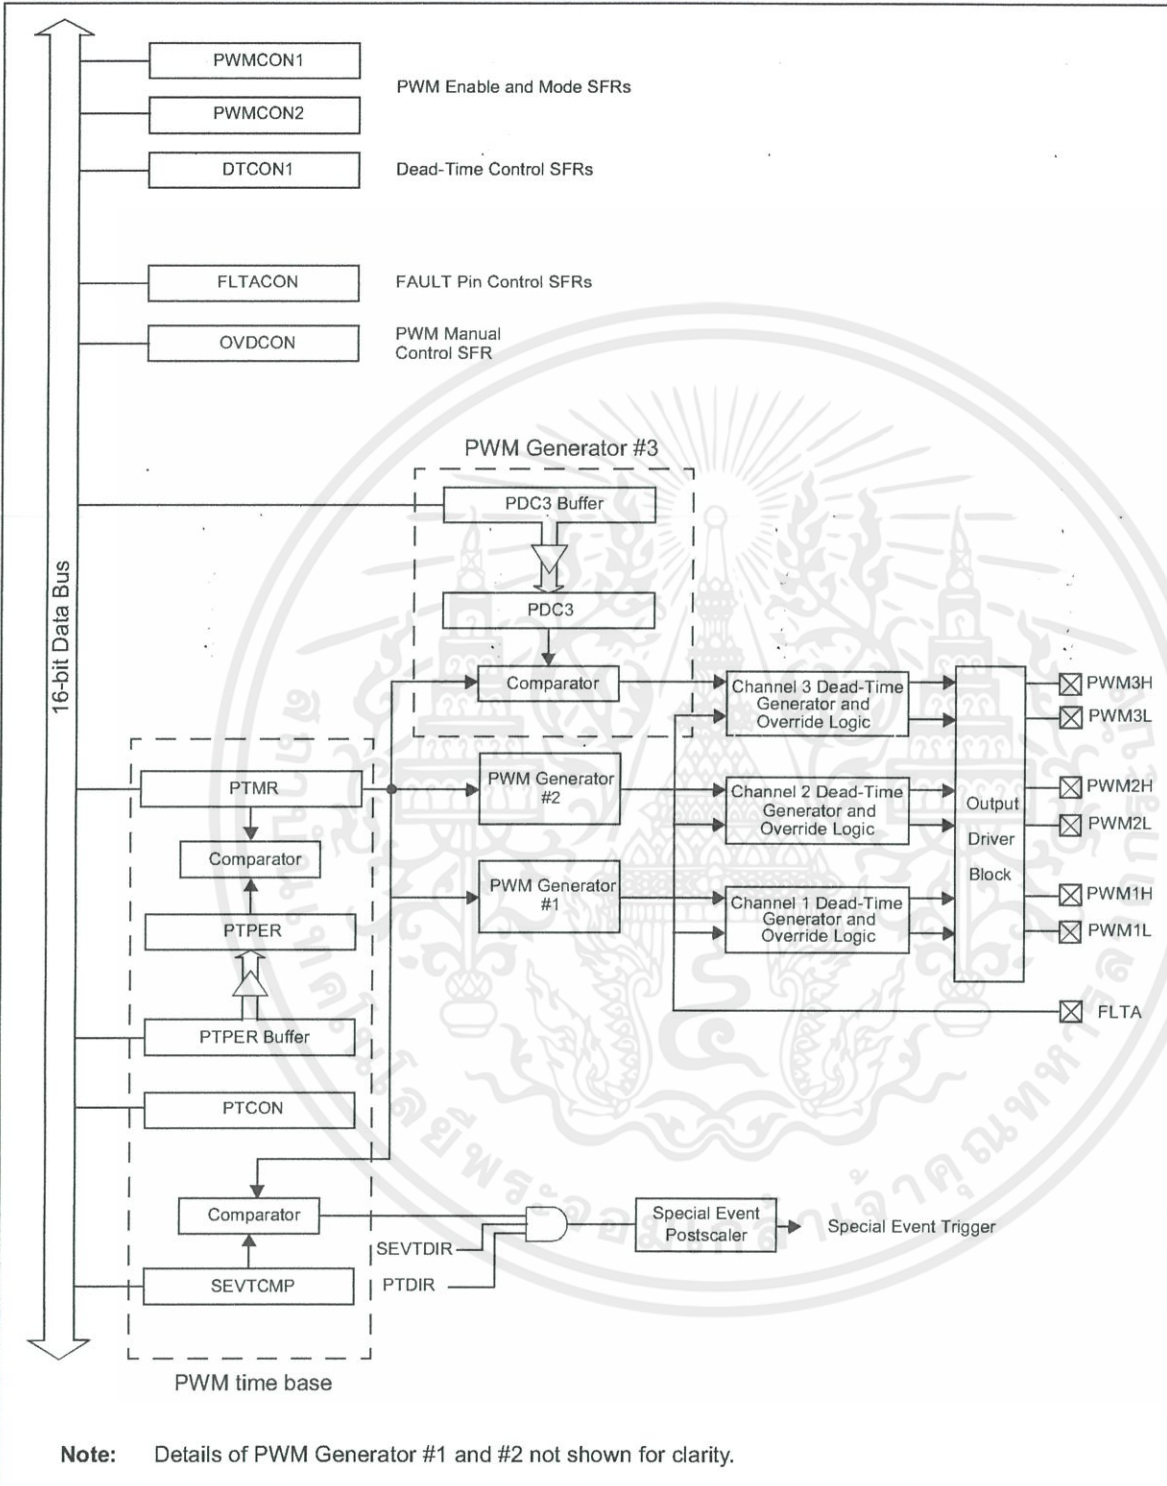 PWMCON1
PWM Enable and Mode SFRs
PWMCON2
DTCON1
Dead-Time Control SFRs
FLTACON
FAULT Pin Control SFRs
OVDCON
PWM Manual
Control SFR
PWM Generator #3
PDC3 Buffer
PDC3
Comparator
16-bit Data Bus
Channel 3 Dead-Time
Generator and
Override Logic
PWM3H
PWM3L
PTMR
PWM Generator
#2
Channel 2 Dead-Time
Generator and
Override Logic
Output
Driver
Block
PWM2H
PWM2L
Comparator
PWM Generator
#1
Channel 1 Dead-Time
Generator and
Override Logic
PWM1H
PWM1L
PTPER
FLTA
PTPER Buffer
PTCON
Comparator
SEVTDIR
PTDIR
Special Event
Postscaler
Special Event Trigger
SEVTCMP
PWM time base
Note: Details of PWM Generator #1 and #2 not shown for clarity.